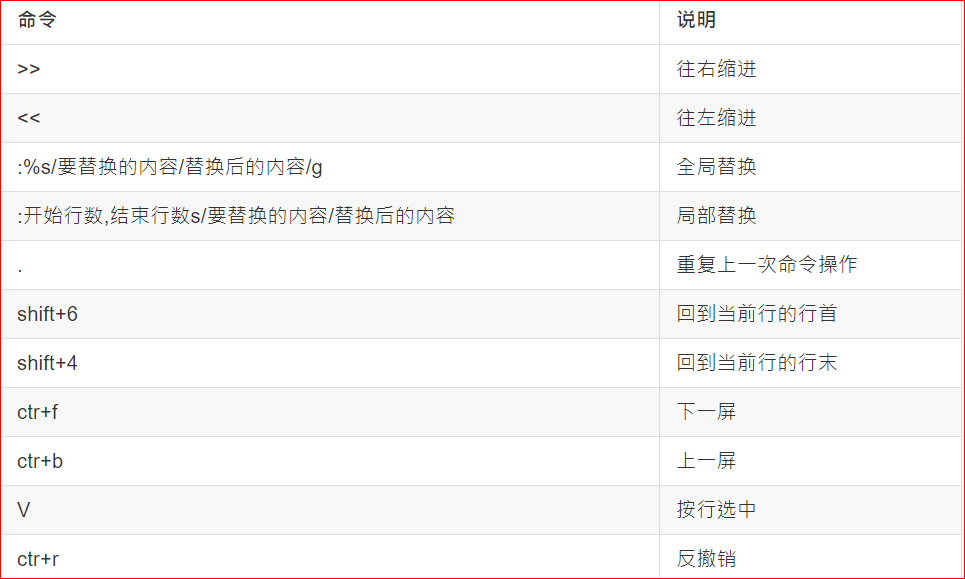 命令 说明
>> 往右缩进
<< 往左缩进
:%s/要替换的内容/替换后的内容/g 全局替换
:开始行数,结束行数s/要替换的内容/替换后的内容 局部替换
. 重复上一次命令操作
shift+6 回到当前行的行首
shift+4 回到当前行的行末
ctr+f 下一屏
ctr+b 上一屏
V 按行选中
ctr+r 反撤销